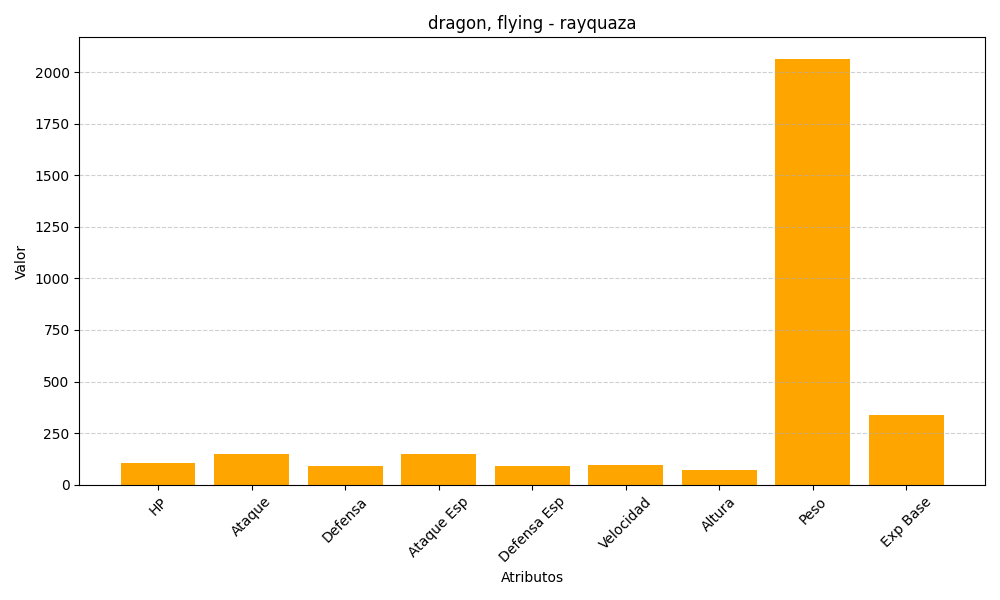 dragon, flying - rayquaza
Valor
2000
1750
1500
1250
1000
750
500
250
0
HP
Ataque
Defensa
Ataque Esp
Defensa Esp
Velocidad
Altura
Peso
Exp Base
Atributos